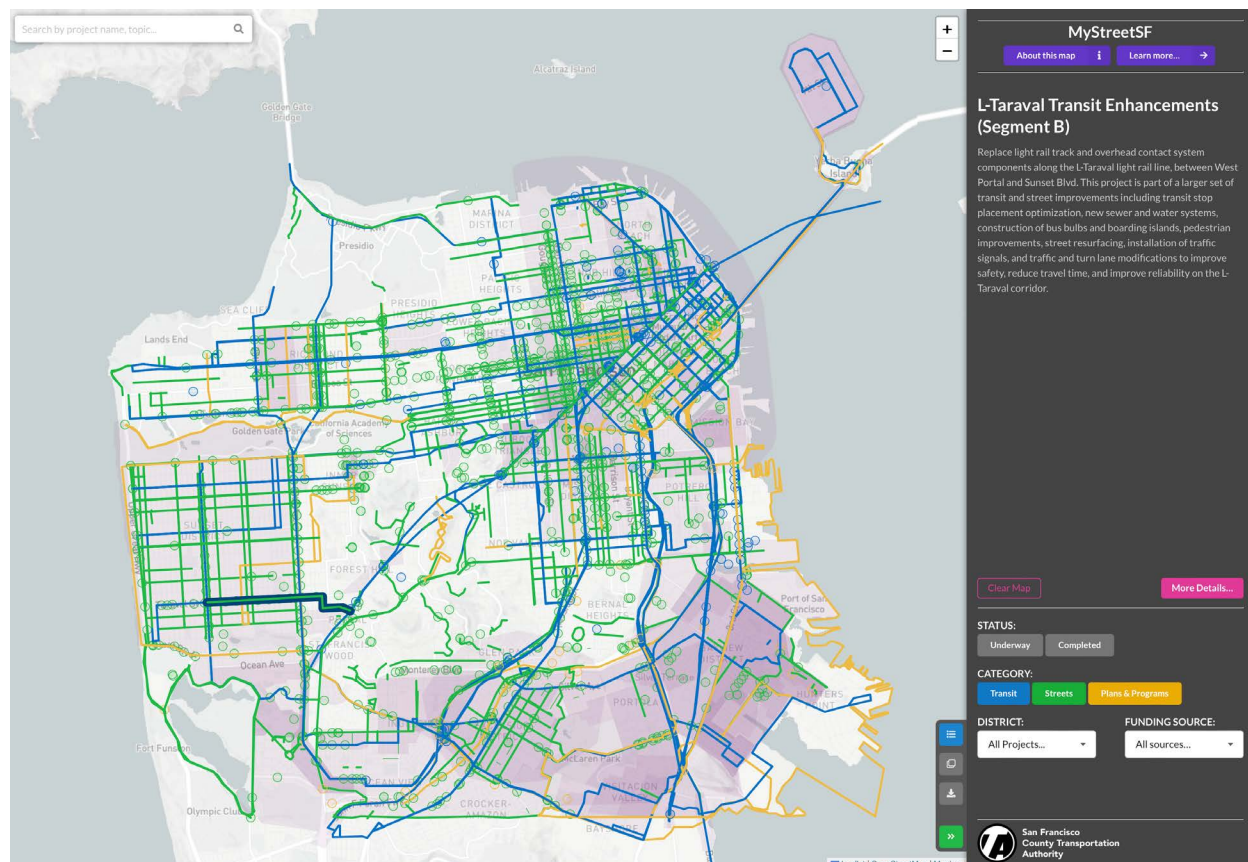 Search by project name, topic...
+
−
Alcatraz Island
Golden Gate
Bridge
Island
MARINA
DISTRICT
Presidio
HEIGHTS
PRESIDIO
SEA CLIFF
Lands End
California Academy
of Sciences
Golden Gate Park
SUNSET
DISTRICT
POTRERO
HILL
FOREST HILL
BERNAL
HEIGHTS
Port of San
Francisco
WOOD
Ocean Ave
Monterey Blvd
HUNTERS
POINT
Fort Funston
McLaren Park
Olympic Club
CROCKER-
AMAZON
MyStreetSF
About this map i
Learn more... →
L-Taraval Transit Enhancements
(Segment B)
Replace light rail track and overhead contact system
components along the L-Taraval light rail line, between West
Portal and Sunset Blvd. This project is part of a larger set of
transit and street improvements including transit stop
placement optimization, new sewer and water systems,
construction of bus bulbs and boarding islands, pedestrian
improvements, street resurfacing, installation of traffic
signals, and traffic and turn lane modifications to improve
safety, reduce travel time, and improve reliability on the L-
Taraval corridor.
Clear Map
More Details...
STATUS:
Underway
Completed
CATEGORY:
Transit
Streets
Plans & Programs
DISTRICT:
FUNDING SOURCE:
All Projects...
All sources...
San Francisco
County Transportation
Authority